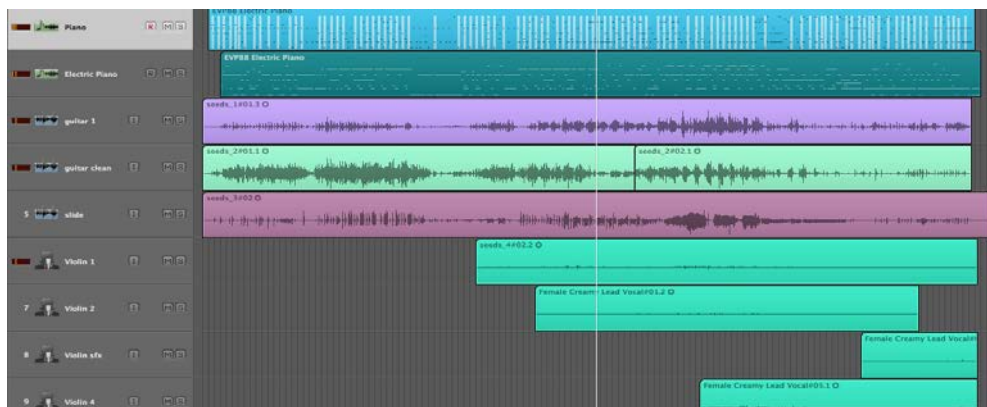 EVP88 Electric Piano
Piano R M S
EVP88 Electric Piano
Electric Piano R M S
seeds_1#01.3
guitar 1 I M S
seeds_2#01.1 seeds_2#02.1
guitar clean I M S
seeds_3#02
5 slide I M S
seeds_4#02.2
Violin 1 I M S
Female Creamy Lead Vocal#01.2
7 Violin 2 I M S
Female Creamy Lead Vocal#
8 Violin sfx I M S
Female Creamy Lead Vocal#05.1
9 Violin 4 I M S